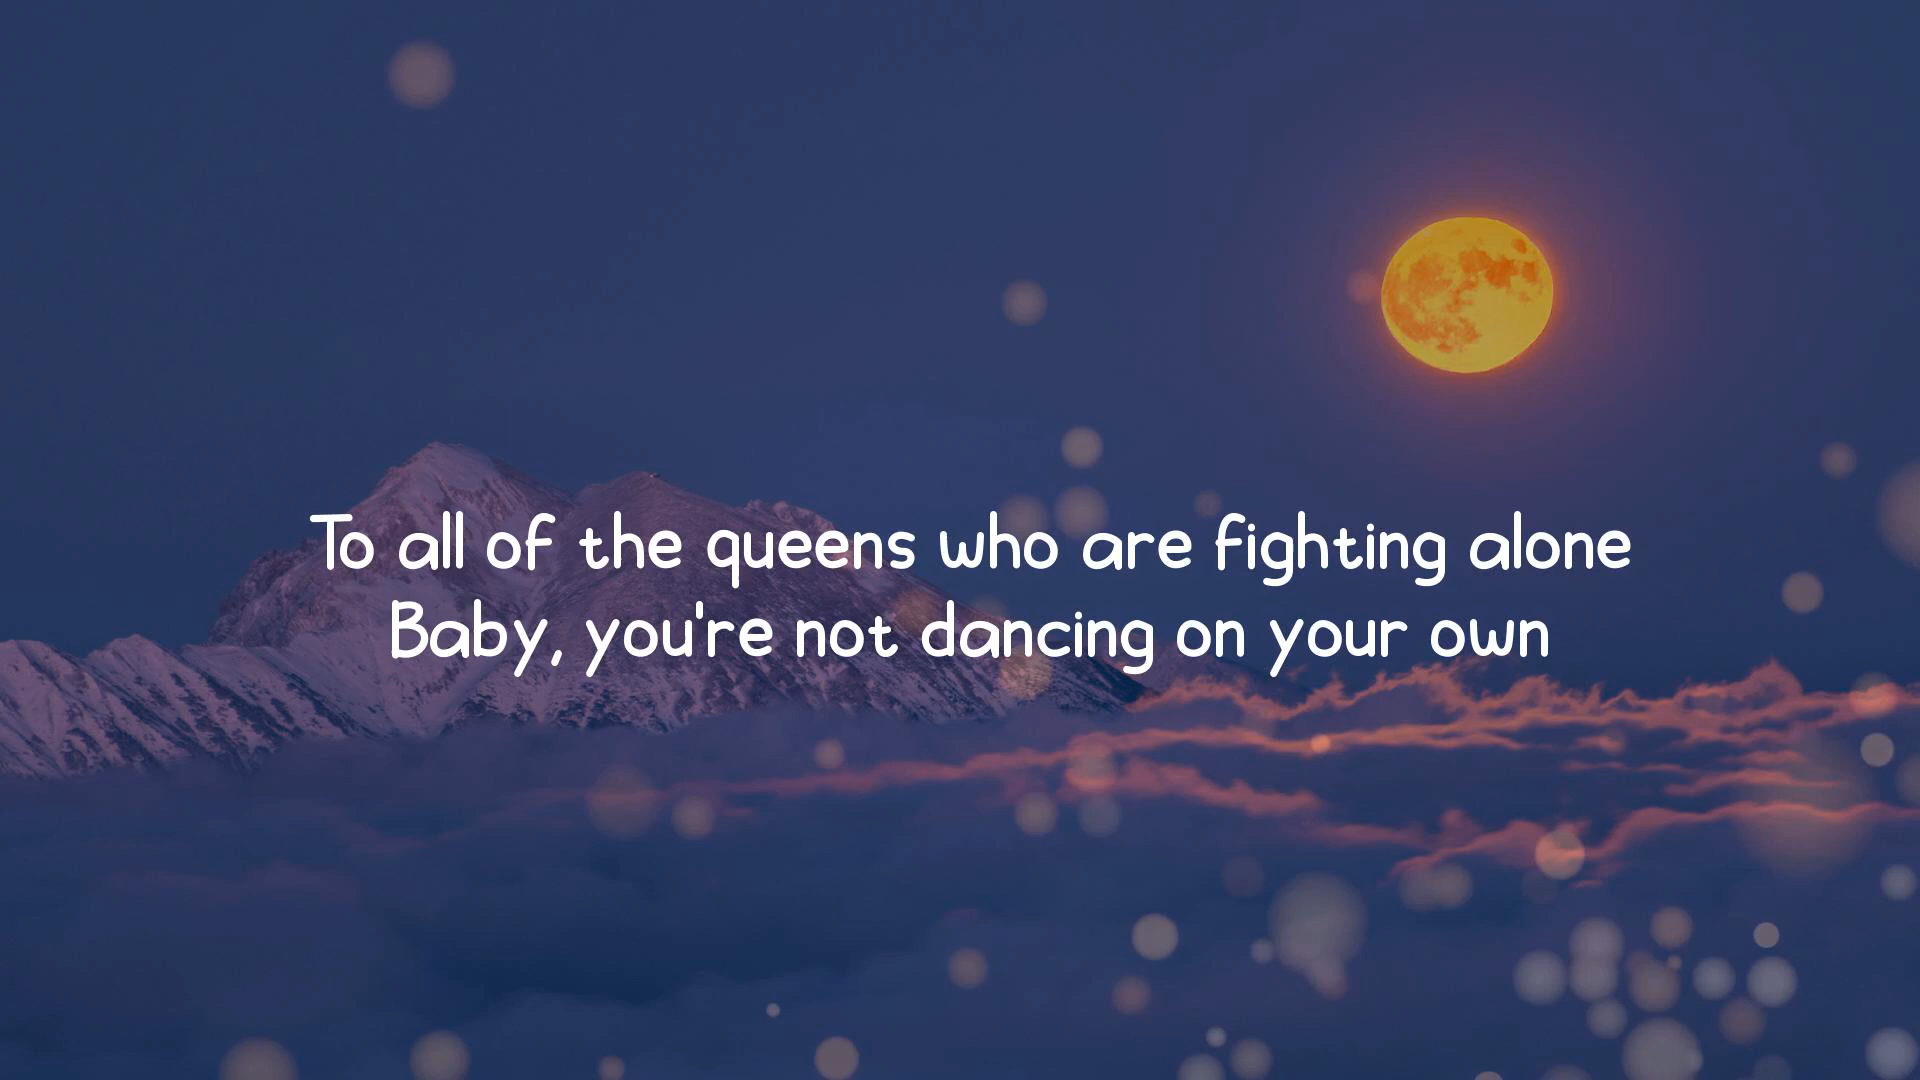 To all of the queens who are fighting alone
Baby, you're not dancing on your own